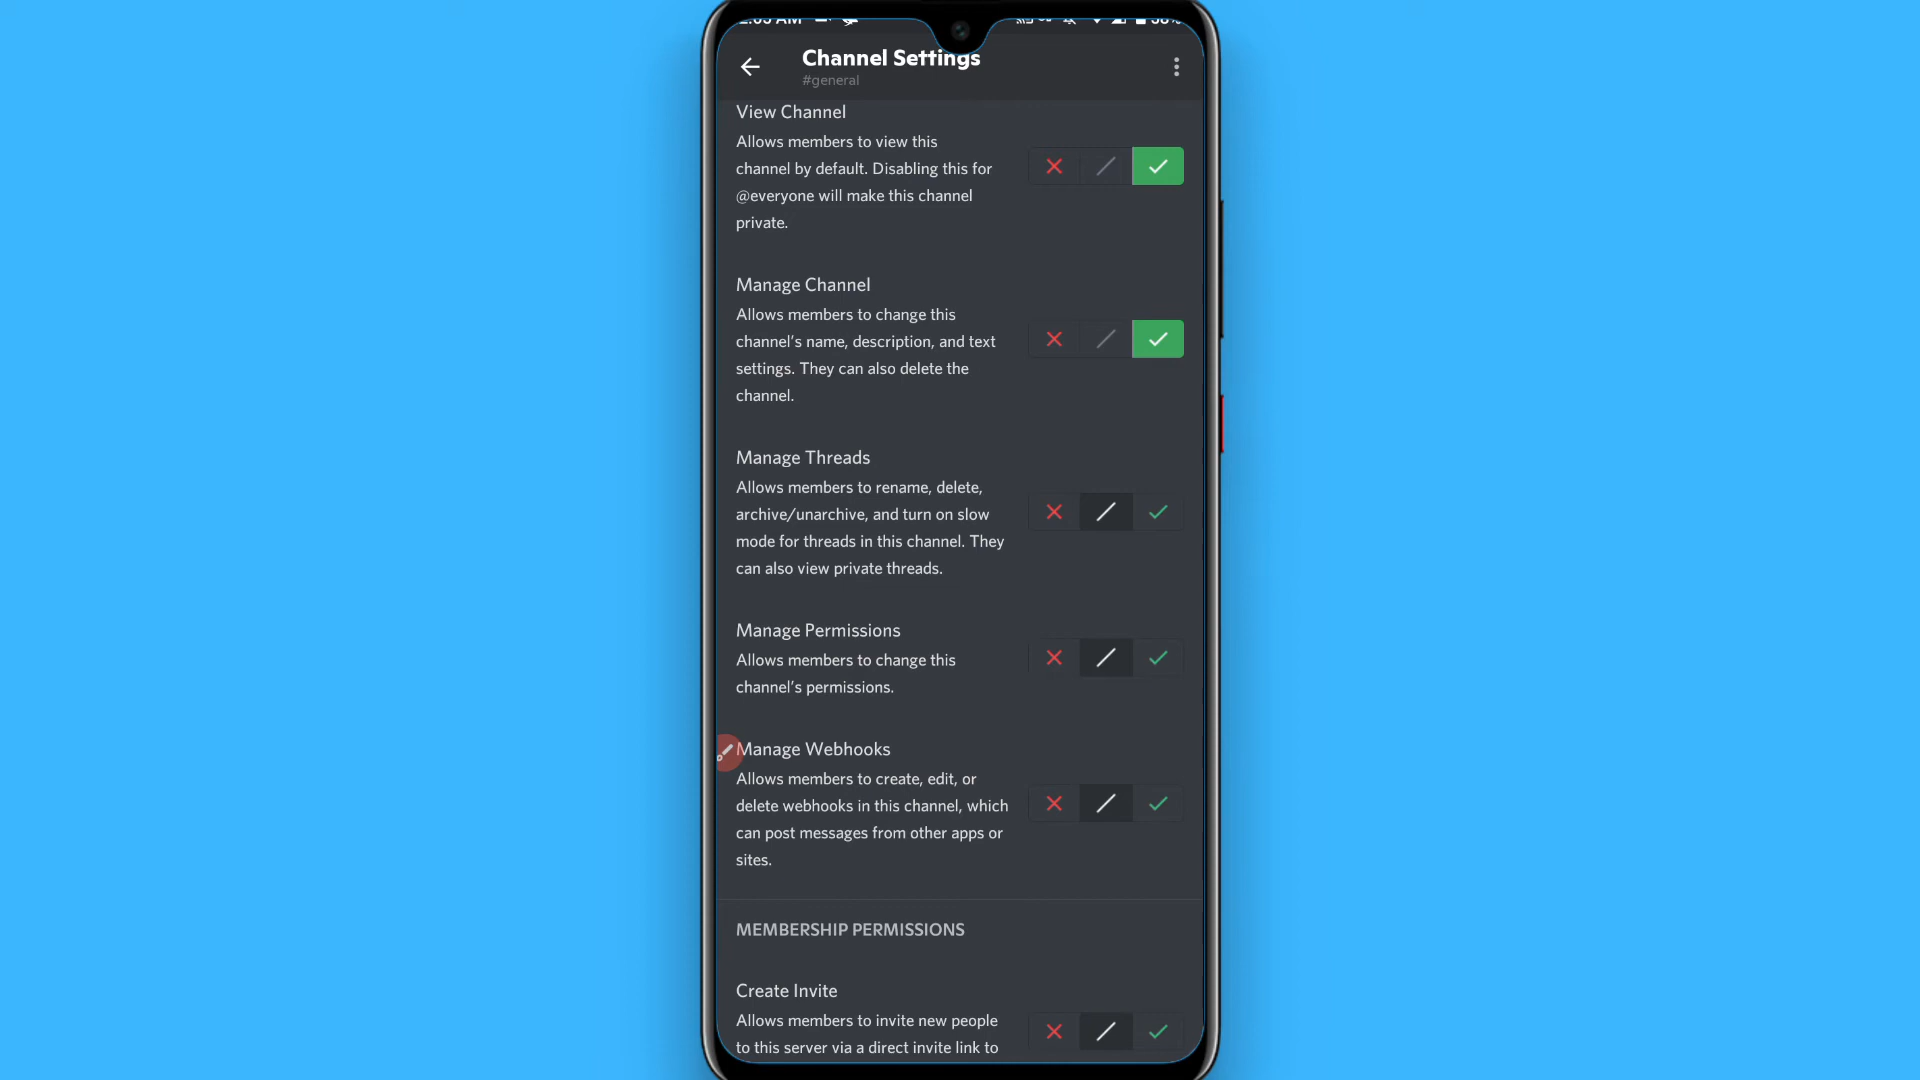 Channel Settings
#general
View Channel
Allows members to view this
channel by default. Disabling this for
@everyone will make this channel
private.
Manage Channel
Allows members to change this
channel's name, description, and text
settings. They can also delete the
channel.
Manage Threads
Allows members to rename, delete,
archive/unarchive, and turn on slow
mode for threads in this channel. They
can also view private threads.
Manage Permissions
Allows members to change this
channel's permissions.
Manage Webhooks
Allows members to create, edit, or
delete webhooks in this channel, which
can post messages from other apps or
sites.
MEMBERSHIP PERMISSIONS
Create Invite
Allows members to invite new people
to this server via a direct invite link to